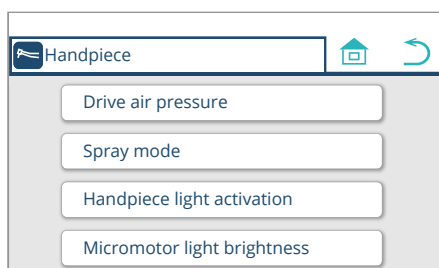 Handpiece
Drive air pressure
Spray mode
Handpiece light activation
Micromotor light brightness